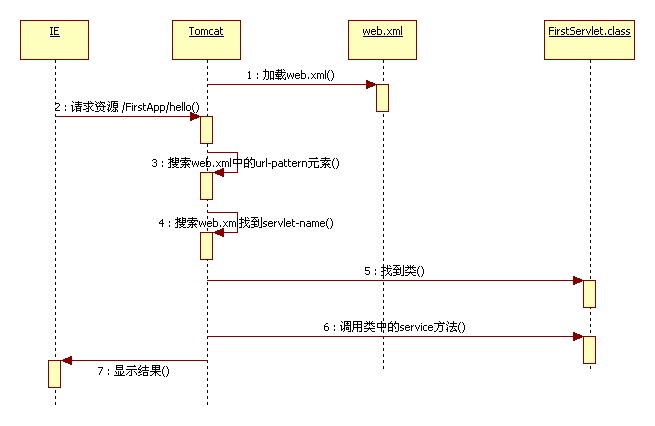 IE
Tomcat
web.xml
FirstServlet.class
1 : 加载web.xml()
2 : 请求资源 /FirstApp/hello()
3 : 搜索web.xml中的url-pattern元素()
4 : 搜索web.xm找到servlet-name()
5 : 找到类()
6 : 调用类中的service方法()
7 : 显示结果()